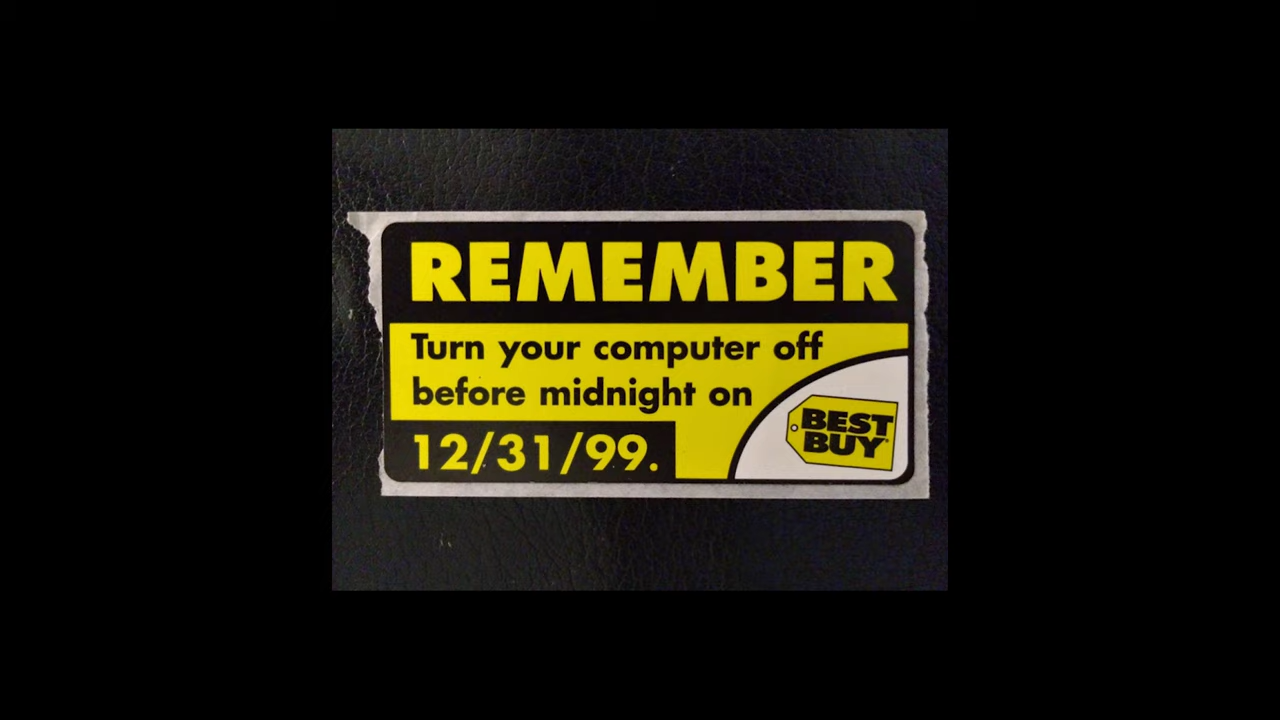 REMEMBER
Turn your computer off
before midnight on
12/31/99.
BEST
BUY